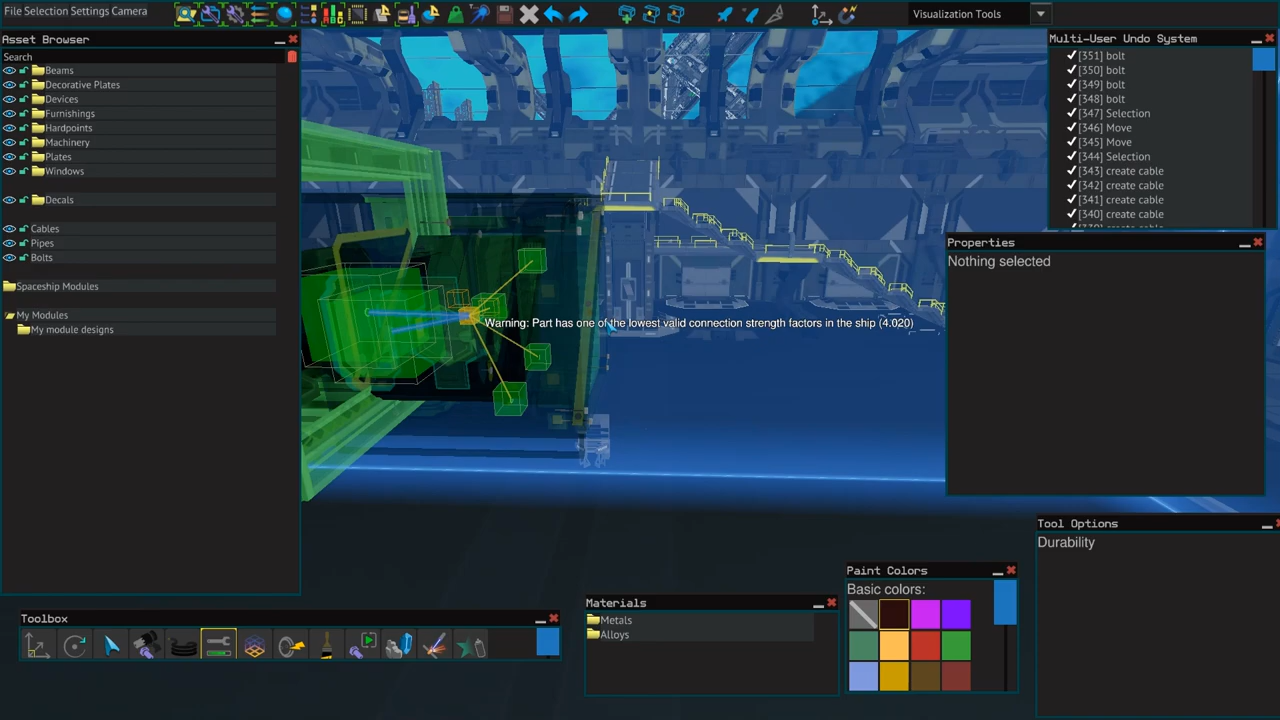 File Selection Settings Camera
Visualization Tools
Asset Browser
Search
Beams
Decorative Plates
Devices
Furnishings
Hardpoints
Machinery
Plates
Windows
Decals
Cables
Pipes
Bolts
Spaceship Modules
My Modules
My module designs
Multi-User Undo System
[351] bolt
[350] bolt
[349] bolt
[348] bolt
[347] Selection
[346] Move
[345] Move
[344] Selection
[343] create cable
[342] create cable
[341] create cable
[340] create cable
Properties
Nothing selected
Warning: Part has one of the lowest valid connection strength factors in the ship (4.020)
Tool Options
Durability
Paint Colors
Basic colors:
Materials
Metals
Alloys
Toolbox